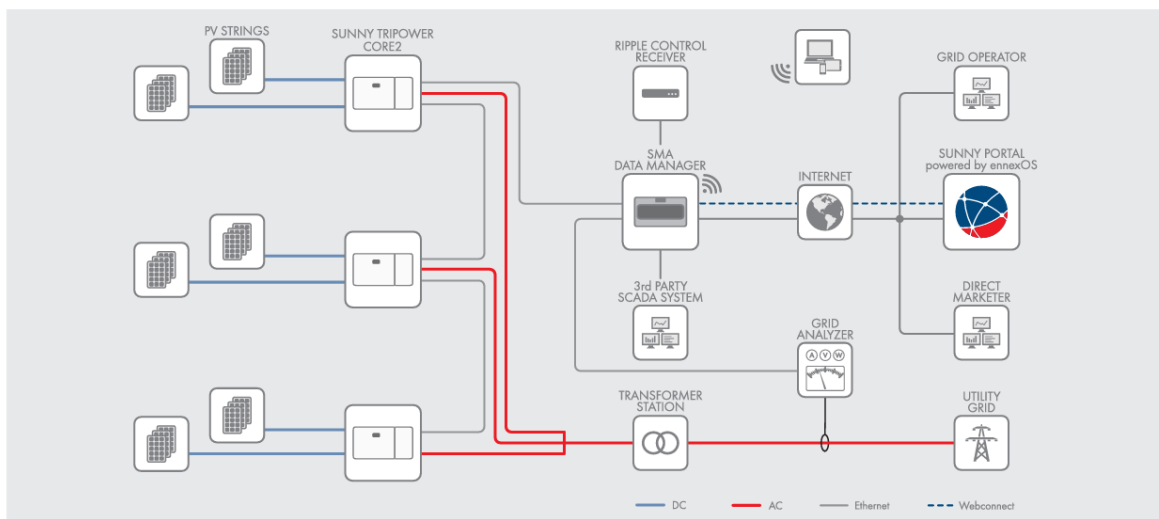 PV STRINGS
SUNNY TRIPOWER
CORE2
RIPPLE CONTROL
RECEIVER
GRID OPERATOR
SMA
DATA MANAGER
INTERNET
SUNNY PORTAL
powered by ennexOS
3rd PARTY
SCADA SYSTEM
GRID
ANALYZER
A V W
DIRECT
MARKETER
TRANSFORMER
STATION
UTILITY
GRID
DC
AC
Ethernet
Webconnect